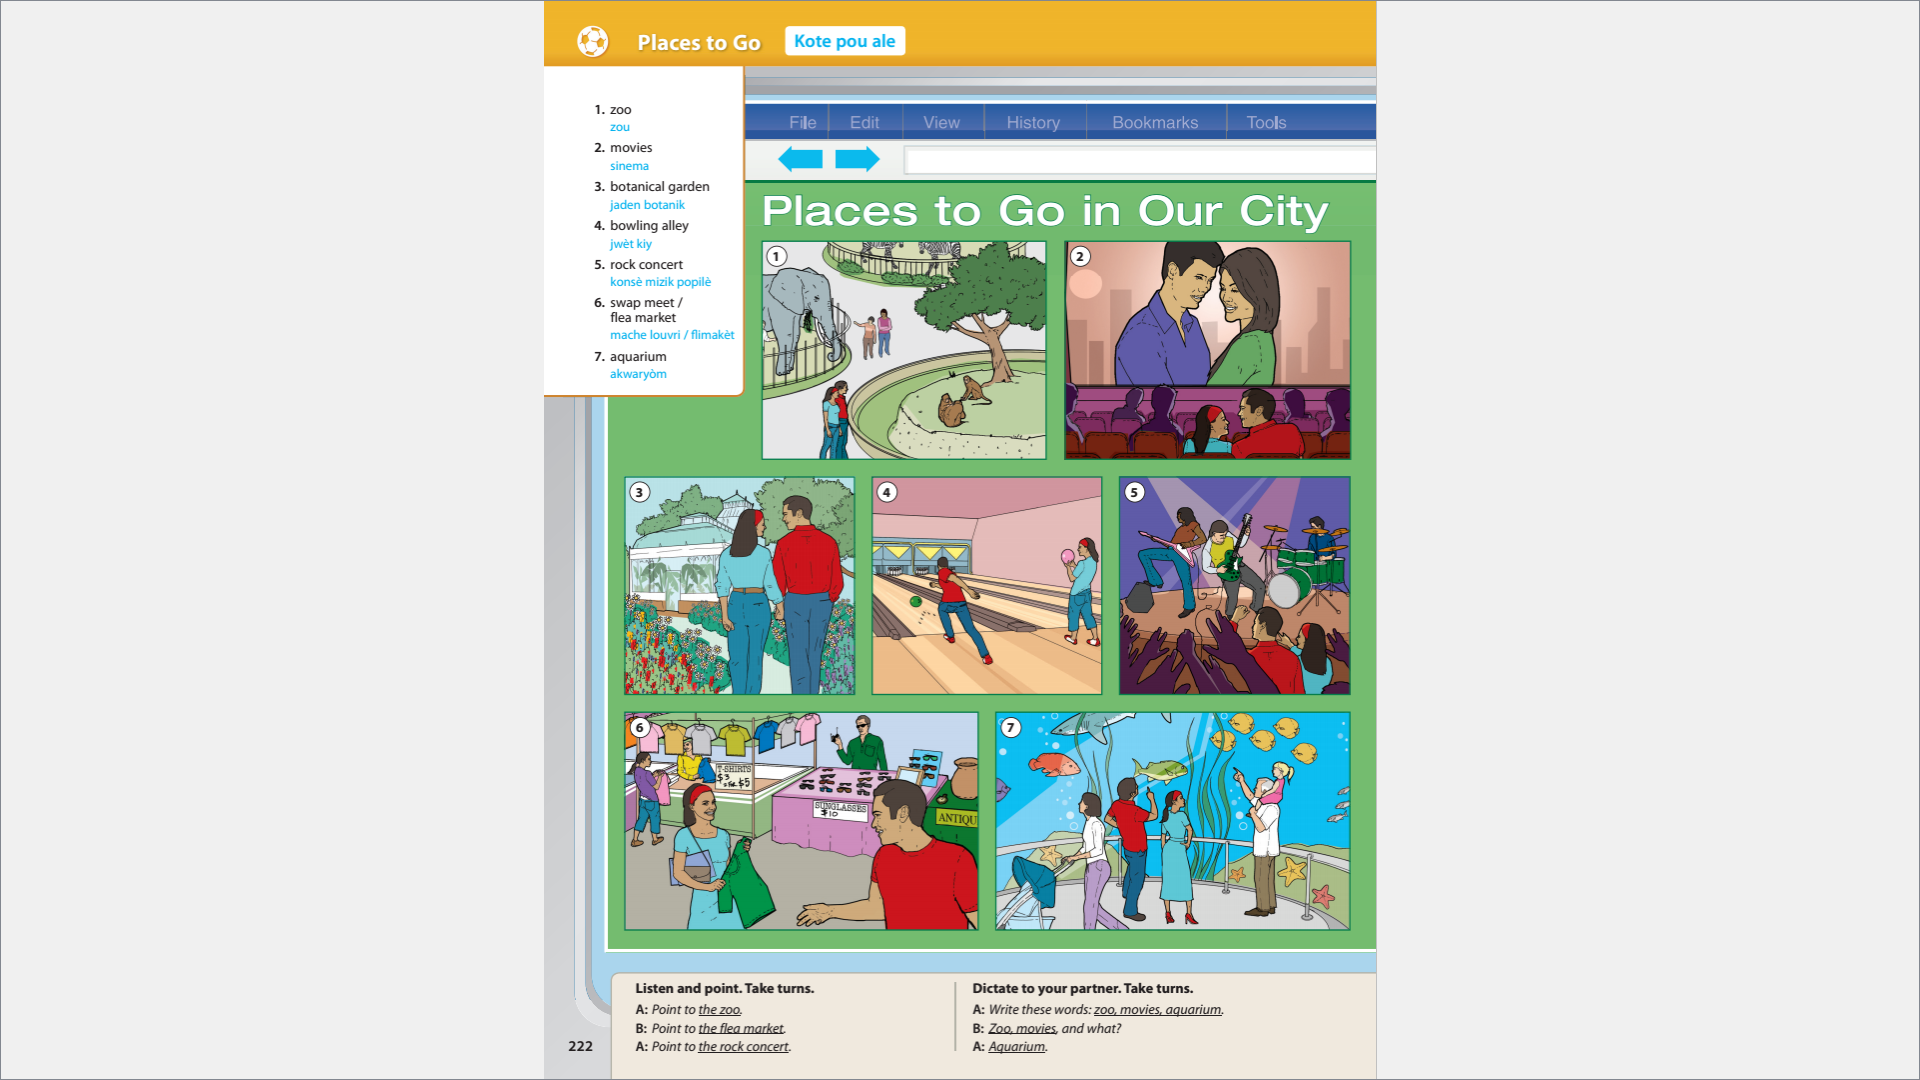 Places to Go
Kote pou ale
1. zoo
zou
2. movies
sinema
3. botanical garden
jaden botanik
4. bowling alley
jwèt kiy
5. rock concert
konsè mizik popilè
6. swap meet /
flea market
mache louvri / flimakèt
7. aquarium
akwaryòm
File Edit View History Bookmarks Tools
Places to Go in Our City
1
2
3
4
5
6
T-SHIRTS
$3
2 for $5
SUNGLASSES
$10
ANTIQU
7
Listen and point. Take turns.
A: Point to the zoo.
B: Point to the flea market.
A: Point to the rock concert.
Dictate to your partner. Take turns.
A: Write these words: zoo, movies, aquarium.
B: Zoo, movies, and what?
A: Aquarium.
222